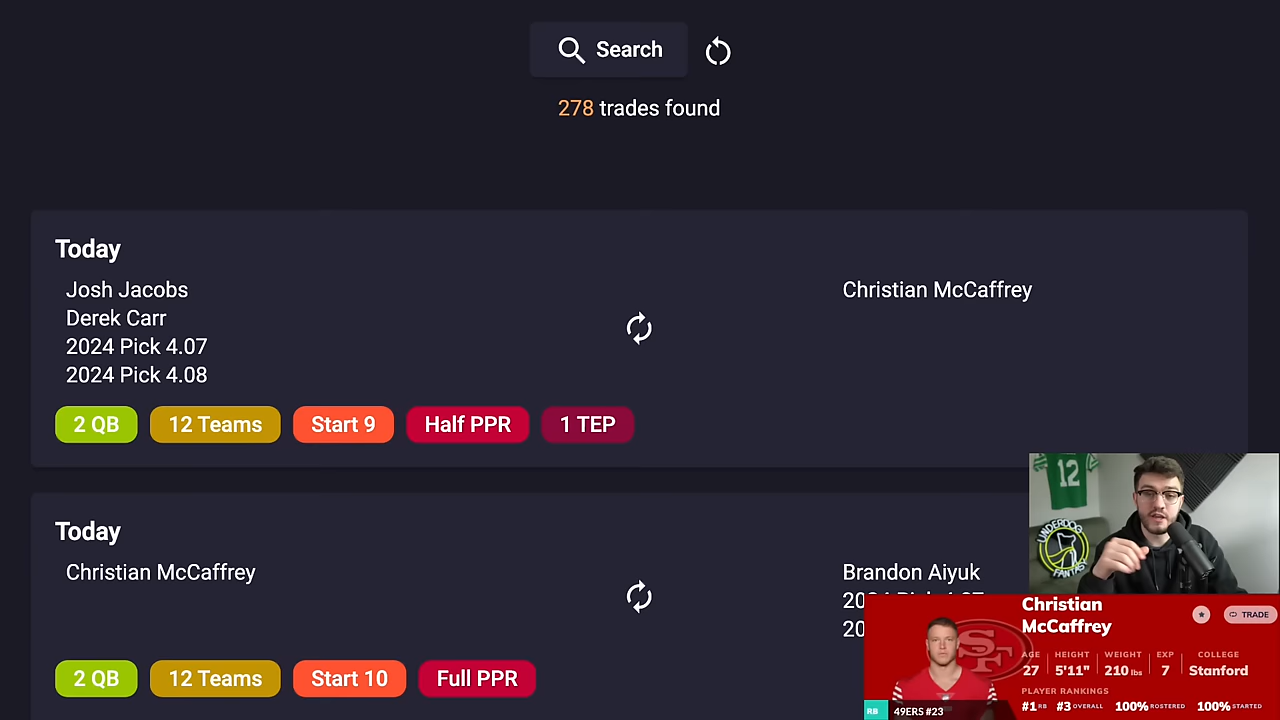 Search
278 trades found
Today
Josh Jacobs
Christian McCaffrey
Derek Carr
2024 Pick 4.07
2024 Pick 4.08
2 QB
12 Teams
Start 9
Half PPR
1 TEP
Today
Christian McCaffrey
Brandon Aiyuk
2 QB
12 Teams
Start 10
Full PPR
12
UNDERDOG
FANTASY
Christian
McCaffrey
TRADE
AGE HEIGHT WEIGHT EXP COLLEGE
27 5'11" 210 lbs 7 Stanford
PLAYER RANKINGS
#1 RB #3 OVERALL 100% ROSTERED 100% STARTED
RB 49ERS #23
SF